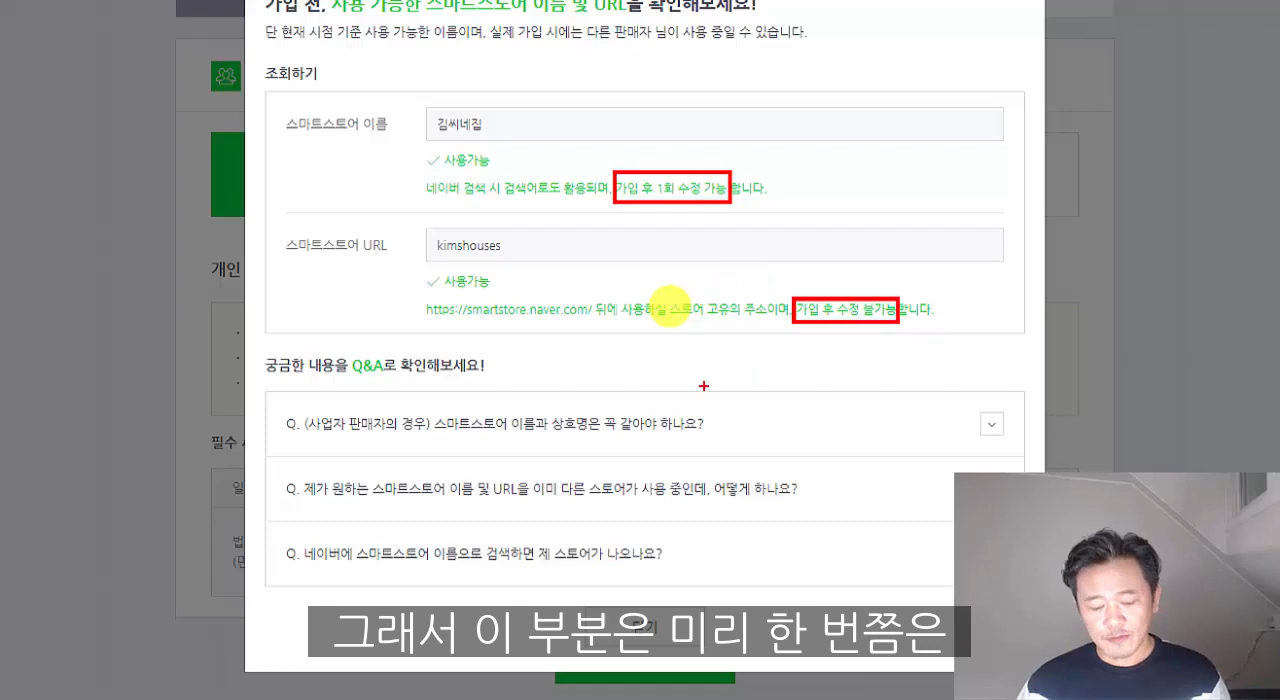 가입 전, 사용 가능한 스마트스토어 이름 및 URL을 확인해보세요!
단 현재 시점 기준 사용 가능한 이름이며, 실제 가입 시에는 다른 판매자 님이 사용 중일 수 있습니다.
조회하기
스마트스토어 이름
김씨네집
사용가능
네이버 검색 시 검색어로도 활용되며, 가입 후 1회 수정 가능 합니다.
스마트스토어 URL
kimshouses
사용가능
https://smartstore.naver.com/ 뒤에 사용하실 스토어 고유의 주소이며, 가입 후 수정 불가능합니다.
개인
궁금한 내용을 Q&A로 확인해보세요!
Q. (사업자 판매자의 경우) 스마트스토어 이름과 상호명은 꼭 같아야 하나요?
필수
Q. 제가 원하는 스마트스토어 이름 및 URL을 이미 다른 스토어가 사용 중인데, 어떻게 하나요?
Q. 네이버에 스마트스토어 이름으로 검색하면 제 스토어가 나오나요?
그래서 이 부분은 미리 한 번쯤은